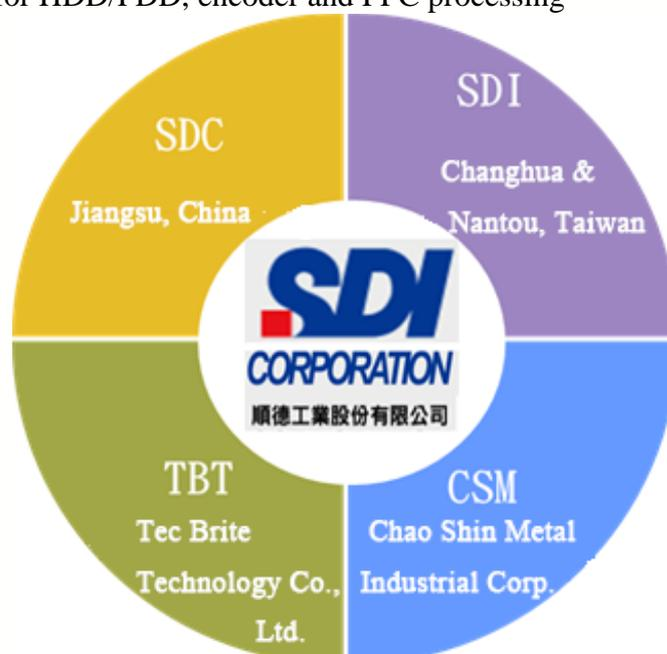 for HDD/FDD, encoder and FPC processing
SDC
Jiangsu, China
SDI
Changhua &
Nantou, Taiwan
SDI
CORPORATION
順德工業股份有限公司
TBT
Tec Brite
Technology Co.,
Ltd.
CSM
Chao Shin Metal
Industrial Corp.